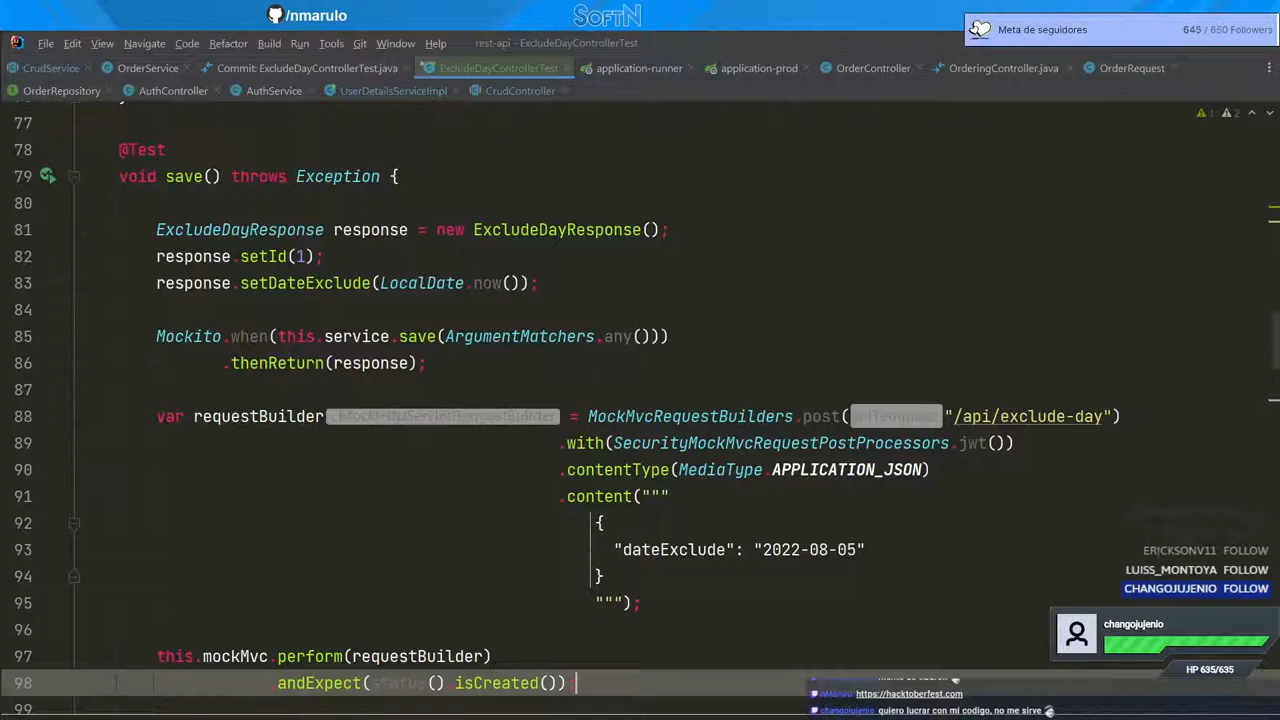 /nmarulo
SoftN
Meta de seguidores 645 / 650 Followers
File Edit View Navigate Code Refactor Build Run Tools Git Window Help rest-api - ExcludeDayControllerTest
CrudService OrderService Commit: ExcludeDayControllerTest.java ExcludeDayControllerTest application-runner application-prod OrderController OrderingController.java OrderRequest
OrderRepository AuthController AuthService UserDetailsServiceImpl CrudController
1 2
77
78 @Test
79 void save() throws Exception {
80
81 ExcludeDayResponse response = new ExcludeDayResponse();
82 response.setId(1);
83 response.setDateExclude(LocalDate.now());
84
85 Mockito.when(this.service.save(ArgumentMatchers.any()))
86 .thenReturn(response);
87
88 var requestBuilder = MockMvcRequestBuilders.post( "/api/exclude-day")
89 .with(SecurityMockMvcRequestPostProcessors.jwt())
90 .contentType(MediaType.APPLICATION_JSON)
91 .content("""
92 {
93 "dateExclude": "2022-08-05"
94 }
95 """);
96
97 this.mockMvc.perform(requestBuilder)
98 .andExpect(status().isCreated());
99
ERICKSONV11 FOLLOW
LUISS_MONTOYA FOLLOW
CHANGOJUJENIO FOLLOW
changojujenio
HP 635/635
nMarulo https://hacktoberfest.com
changojujenio quiero lucrar con mi codigo, no me sirve